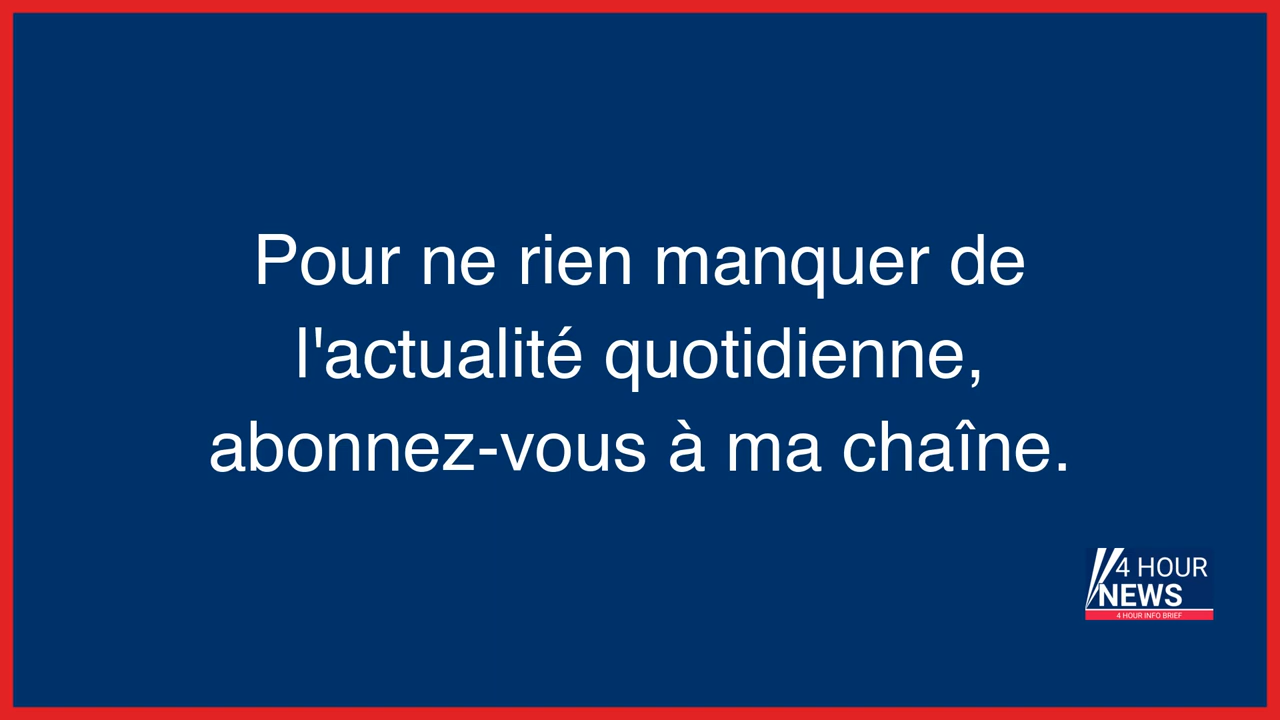 Pour ne rien manquer de
l'actualité quotidienne,
abonnez-vous à ma chaîne.
4 HOUR
NEWS
4 HOUR INFO BRIEF